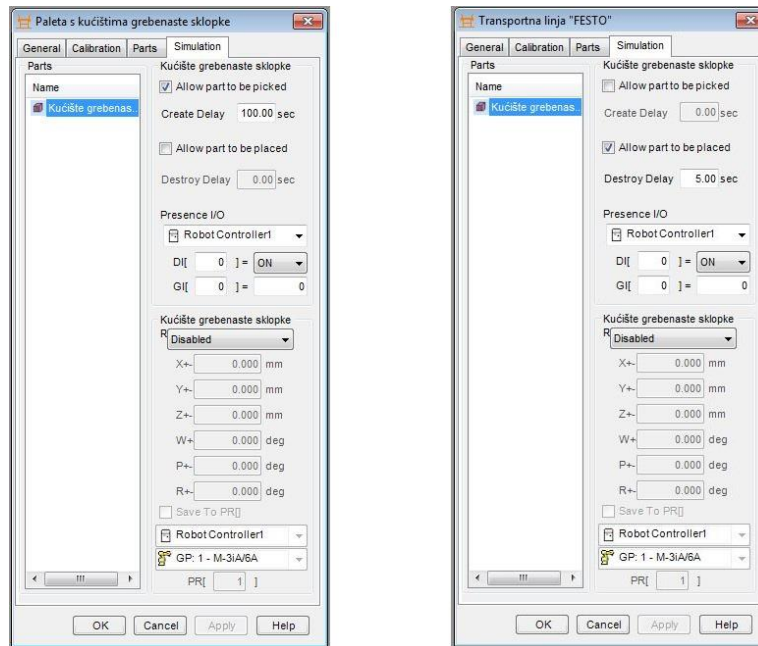 Paleta s kućištima grebenaste sklopke
General Calibration Parts Simulation
Parts
Name
Kućište grebenas...
Kućište grebenaste sklopke
Allow part to be picked
Create Delay 100.00 sec
Allow part to be placed
Destroy Delay 0.00 sec
Presence I/O
Robot Controller1
DI[ 0 ] = ON
GI[ 0 ] = 0
Kućište grebenaste sklopke
R Disabled
X+- 0.000 mm
Y+- 0.000 mm
Z+- 0.000 mm
W+ 0.000 deg
P+- 0.000 deg
R+- 0.000 deg
Save To PR[]
Robot Controller1
GP: 1 - M-3iA/6A
PR[ 1 ]
OK Cancel Apply Help
Transportna linja "FESTO"
General Calibration Parts Simulation
Parts
Name
Kućište grebenas...
Kućište grebenaste sklopke
Allow part to be picked
Create Delay 0.00 sec
Allow part to be placed
Destroy Delay 5.00 sec
Presence I/O
Robot Controller1
DI[ 0 ] = ON
GI[ 0 ] = 0
Kućište grebenaste sklopke
R Disabled
X+- 0.000 mm
Y+- 0.000 mm
Z+- 0.000 mm
W+ 0.000 deg
P+- 0.000 deg
R+- 0.000 deg
Save To PR[]
Robot Controller1
GP: 1 - M-3iA/6A
PR[ 1 ]
OK Cancel Apply Help